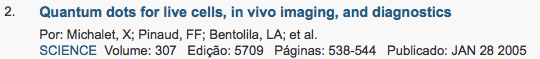 2. Quantum dots for live cells, in vivo imaging, and diagnostics
Por: Michalet, X; Pinaud, FF; Bentolila, LA; et al.
SCIENCE Volume: 307 Edição: 5709 Páginas: 538-544 Publicado: JAN 28 2005